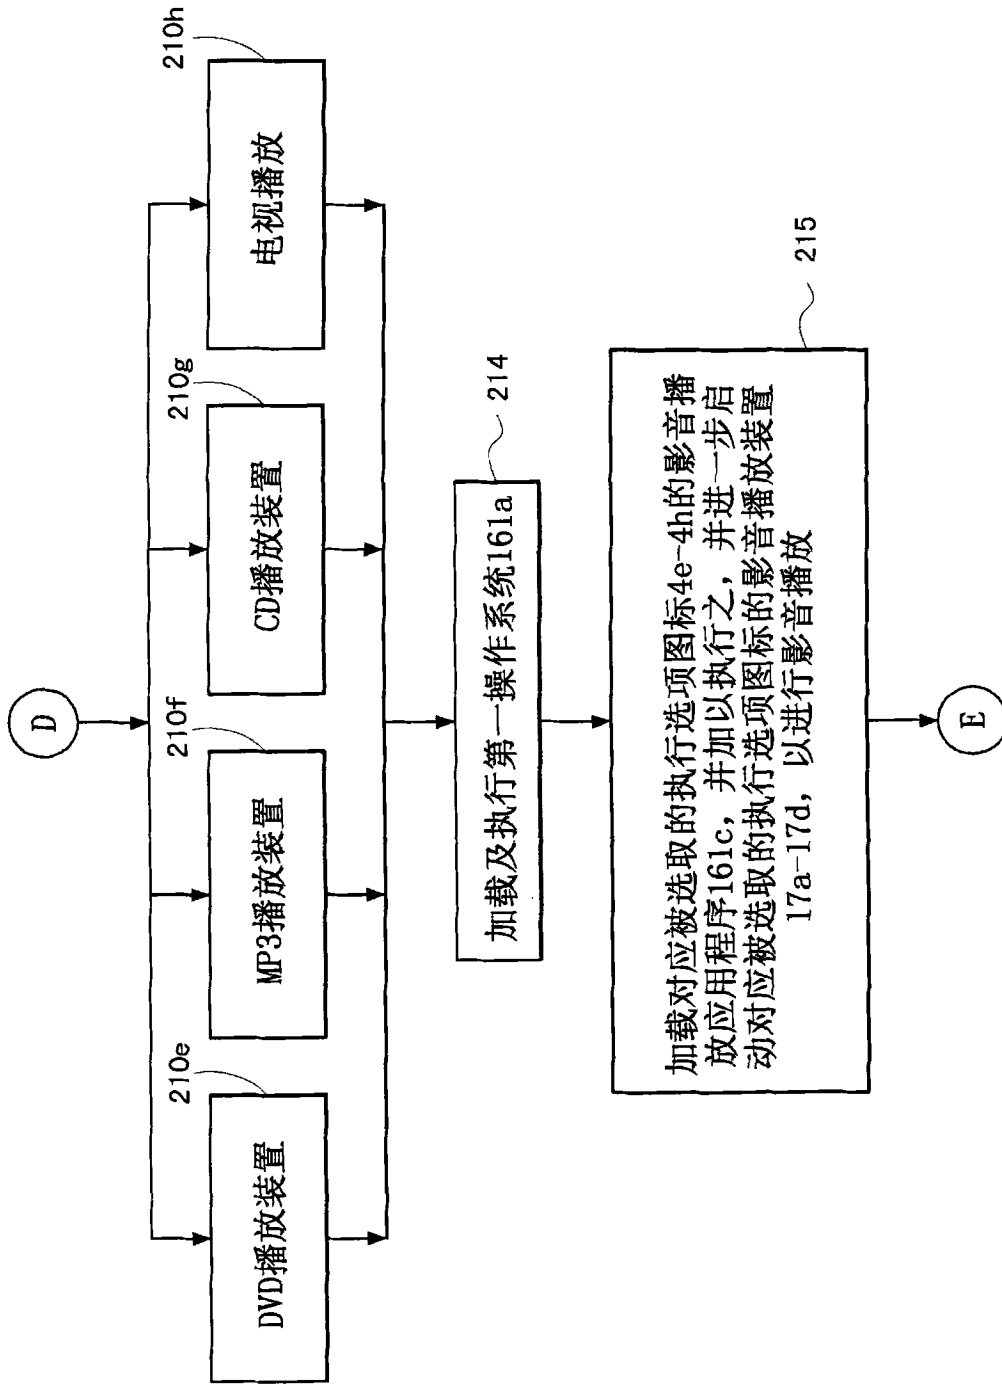 D
210e
DVD播放装置
210f
MP3播放装置
210g
CD播放装置
210h
电视播放
214
加载及执行第一操作系统161a
215
加载对应被选取的执行选项图标4e-4h的影音播
放应用程序161c，并加以执行之，并进一步启
动对应被选取的执行选项图标的影音播放装置
17a-17d，以进行影音播放
E